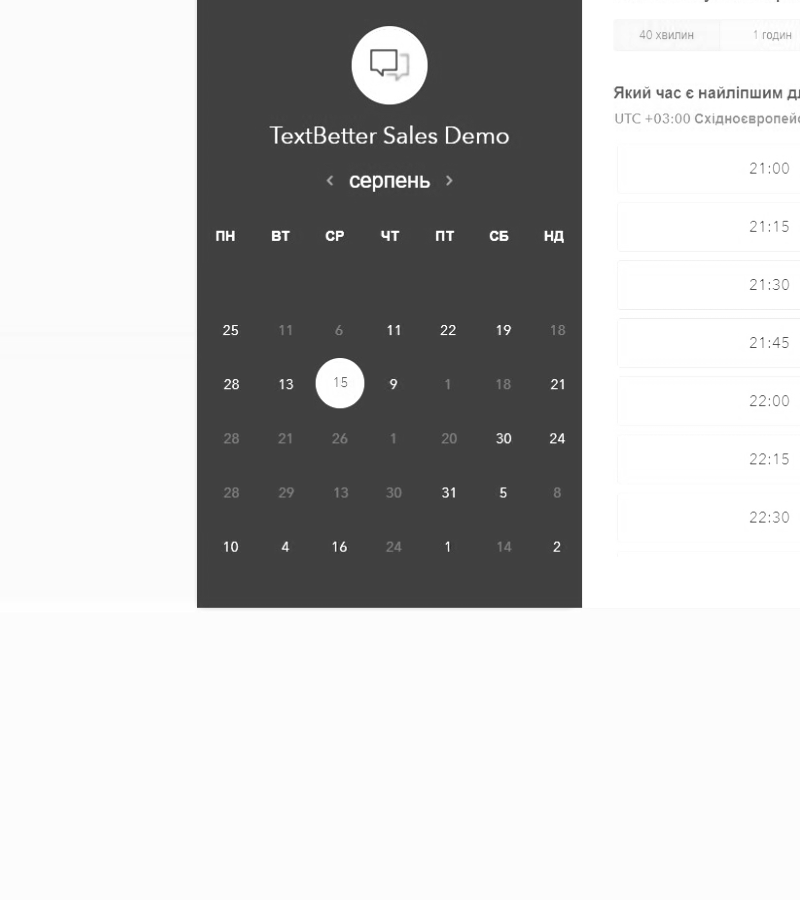 40 хвилин 1 годин
Який час є найліпшим
UTC +03:00
TextBetter Sales Demo
< серпень >
ПН ВТ СР ЧТ ПТ СБ НД
25 11 6 11 22 19 18
28 13 15 9 1 18 21
28 21 26 1 20 30 24
28 29 13 30 31 5 8
10 4 16 24 1 14 2
21:00
21:15
21:30
21:45
22:00
22:15
22:30